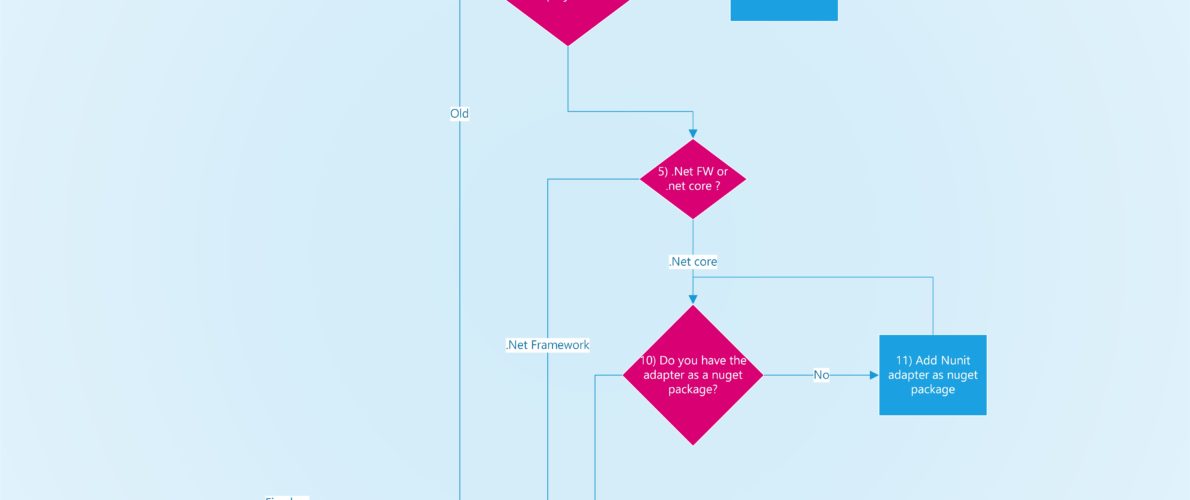 Old
5) .Net FW or
.net core ?
.Net core
.Net Framework
10) Do you have the
adapter as a nuget
package?
No
11) Add Nunit
adapter as nuget
package